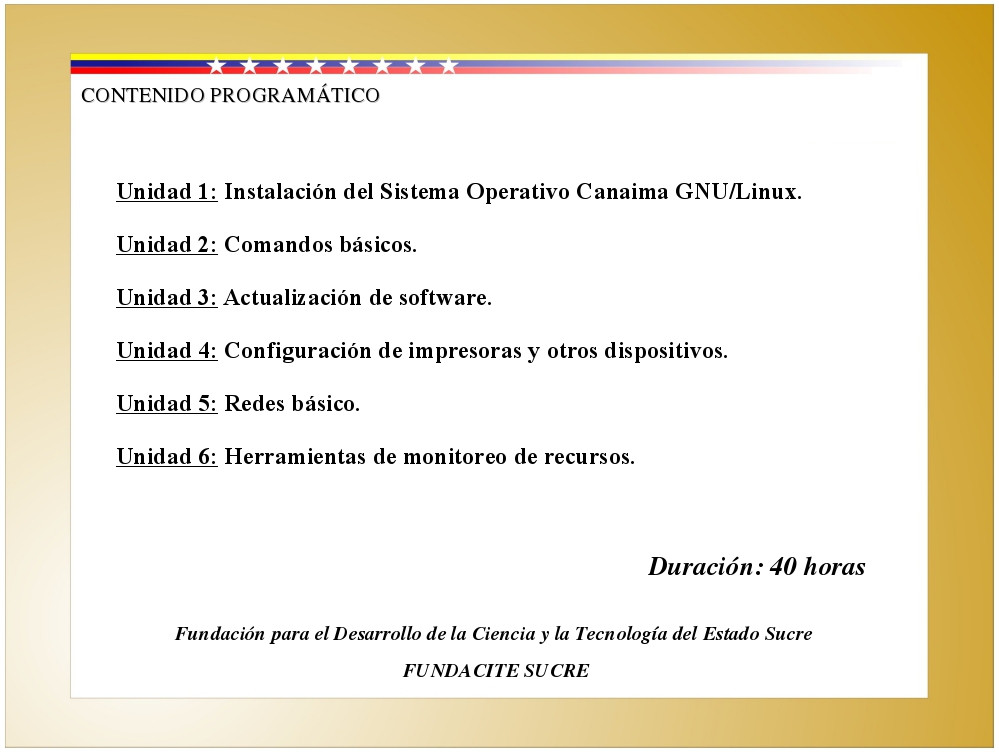 CONTENIDO PROGRAMÁTICO
Unidad 1: Instalación del Sistema Operativo Canaima GNU/Linux.
Unidad 2: Comandos básicos.
Unidad 3: Actualización de software.
Unidad 4: Configuración de impresoras y otros dispositivos.
Unidad 5: Redes básico.
Unidad 6: Herramientas de monitoreo de recursos.
Duración: 40 horas
Fundación para el Desarrollo de la Ciencia y la Tecnología del Estado Sucre
FUNDACITE SUCRE